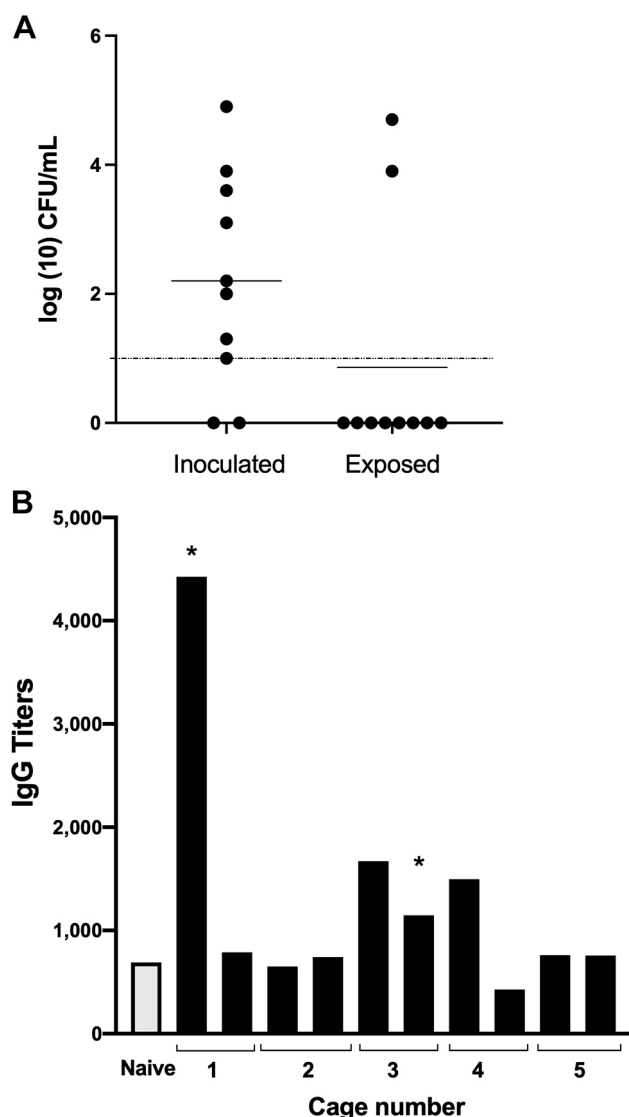 A
6
4
2
0
log (10) CFU/mL
Inoculated Exposed
B
5,000
4,000
3,000
2,000
1,000
0
IgG Titers
*
*
Naive 1 2 3 4 5
Cage number